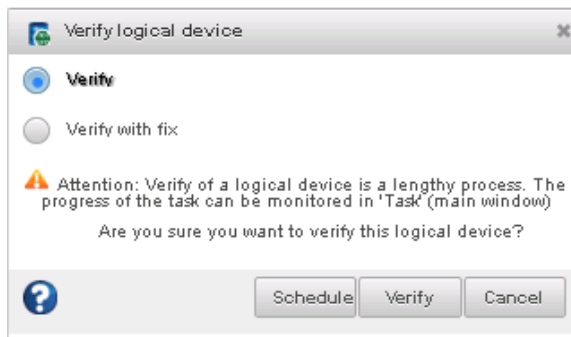 Verify logical device
Verify
Verify with fix
Attention: Verify of a logical device is a lengthy process. The
progress of the task can be monitored in 'Task' (main window)
Are you sure you want to verify this logical device?
?
Schedule Verify Cancel